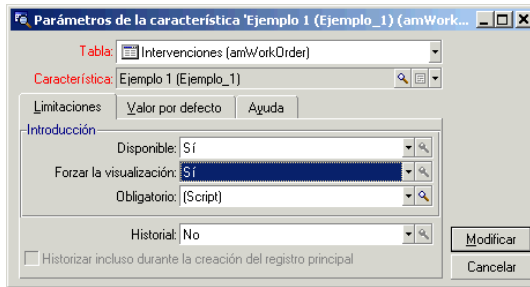 Parámetros de la característica 'Ejemplo 1 (Ejemplo_1) (amWork...
Tabla: Intervenciones (amWorkOrder)
Característica: Ejemplo 1 (Ejemplo_1)
Limitaciones Valor por defecto Ayuda
Introducción
Disponible: Sí
Forzar la visualización: Sí
Obligatorio: (Script)
Historial: No
Modificar
Historizar incluso durante la creación del registro principal
Cancelar